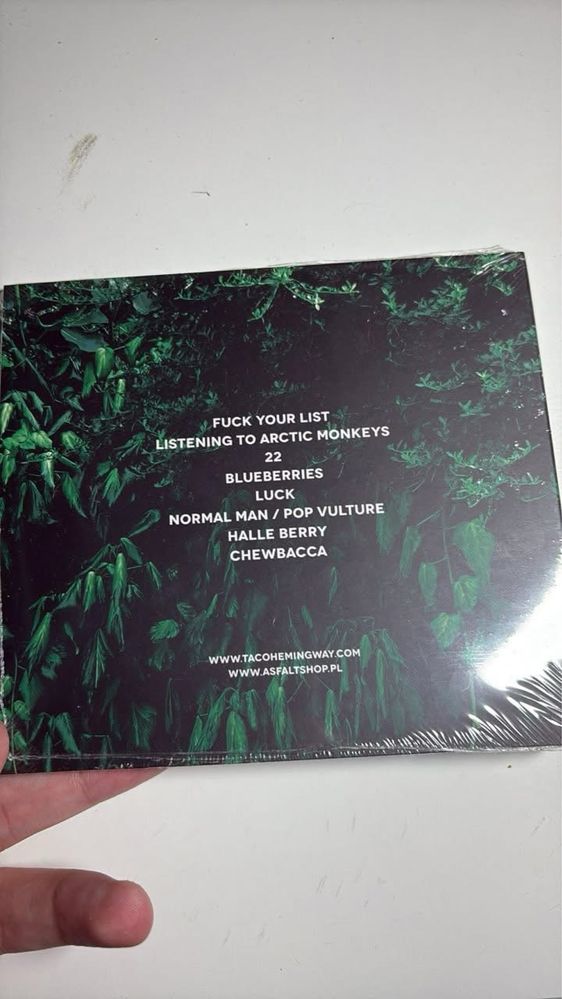 FUCK YOUR LIST
LISTENING TO ARCTIC MONKEYS
22
BLUEBERRIES
LUCK
NORMAL MAN / POP VULTURE
HALLE BERRY
CHEWBACCA
WWW.TACOHEMINGWAY.COM
WWW.ASFALTSHOP.PL